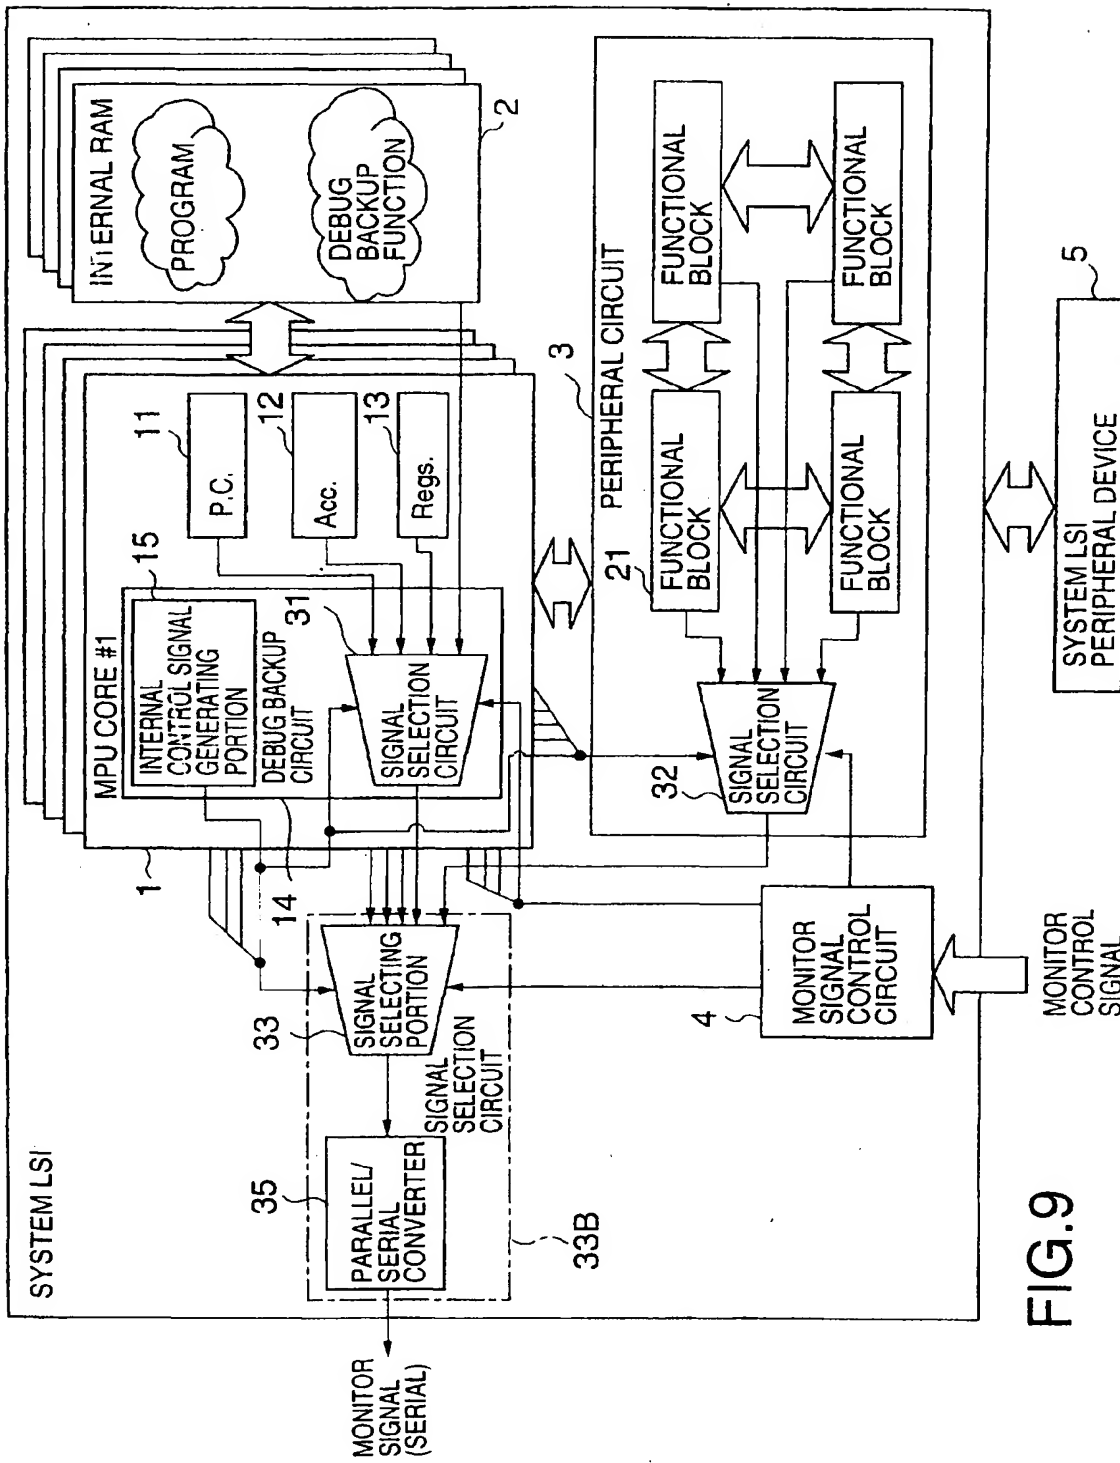 SYSTEM LSI
MPU CORE #1
INTERNAL RAM
PROGRAM
DEBUG
BACKUP
FUNCTION
2
1
15
INTERNAL
CONTROL SIGNAL
GENERATING
PORTION
DEBUG BACKUP
CIRCUIT
14
11
P.C.
12
Acc.
13
Regs.
31
SIGNAL
SELECTION
CIRCUIT
33
SIGNAL
SELECTING
PORTION
SIGNAL
SELECTION
CIRCUIT
35
PARALLEL/
SERIAL
CONVERTER
33B
MONITOR
SIGNAL
(SERIAL)
3
PERIPHERAL CIRCUIT
21
FUNCTIONAL
BLOCK
FUNCTIONAL
BLOCK
FUNCTIONAL
BLOCK
FUNCTIONAL
BLOCK
32
SIGNAL
SELECTION
CIRCUIT
4
MONITOR
SIGNAL
CONTROL
CIRCUIT
MONITOR
CONTROL
SIGNAL
5
SYSTEM LSI
PERIPHERAL DEVICE
FIG.9